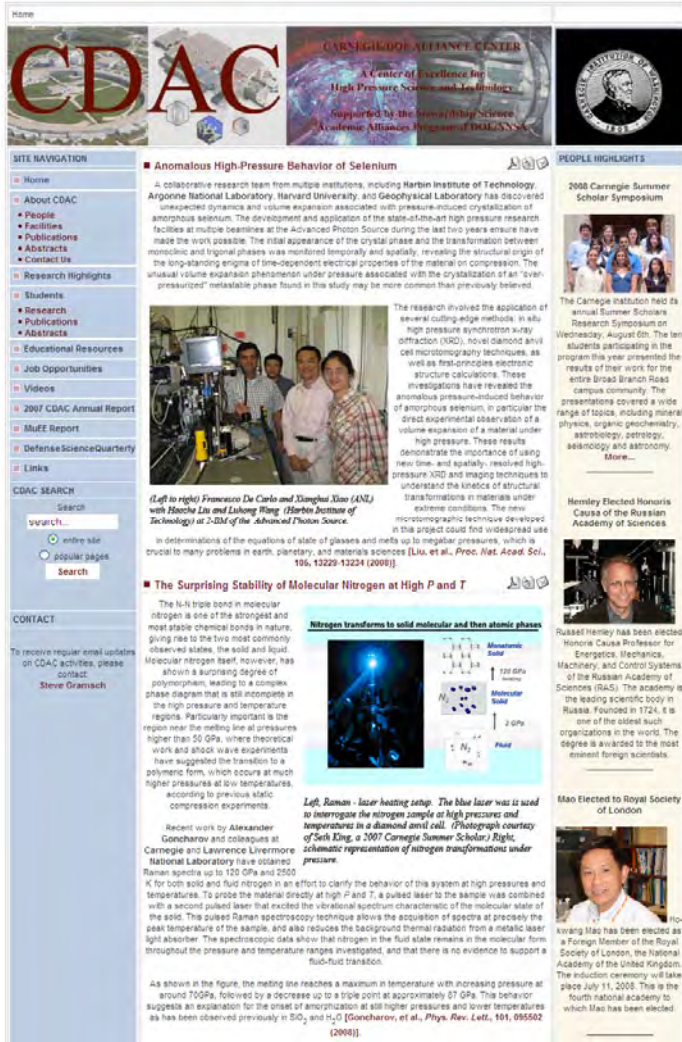 Home
CDAC
CARNEGIE/DOE ALLIANCE CENTER
A Center of Excellence for
High Pressure Science and Technology
Supported by the Stewardship Science
Academic Alliances Program of DOE/NNSA
SITE NAVIGATION
Home
About CDAC
People
Facilities
Publications
Abstracts
Contact Us
Research Highlights
Students
Research
Publications
Abstracts
Educational Resources
Job Opportunities
Videos
2007 CDAC Annual Report
MuEE Report
DefenseScienceQuarterly
Links
CDAC SEARCH
Search
search...
entire site
popular pages
Search
CONTACT
To receive regular email updates
on CDAC activities, please
contact:
Steve Gramsch
Anomalous High-Pressure Behavior of Selenium
A collaborative research team from multiple institutions, including Harbin Institute of Technology,
Argonne National Laboratory, Harvard University, and Geophysical Laboratory has discovered
unexpected dynamics and volume expansion associated with pressure-induced crystallization of
amorphous selenium. The development and application of the state-of-the-art high pressure research
facilities at multiple beamlines at the Advanced Photon Source during the last two years ensure have
made the work possible. The initial appearance of the crystal phase and the transformation between
monoclinic and trigonal phases was monitored temporally and spatially, revealing the structural origin of
the long-standing enigma of time-dependent electrical properties of the material on compression. The
unusual volume expansion phenomenon under pressure associated with the crystallization of an "over-
pressurized" metastable phase found in this study may be more common than previously believed.
The research involved the application of
several cutting-edge methods: in situ
high pressure synchrotron x-ray
diffraction (XRD), novel diamond anvil
cell microtomography techniques, as
well as first-principles electronic
structure calculations. These
investigations have revealed the
anomalous pressure-induced behavior
of amorphous selenium, in particular the
direct experimental observation of a
volume expansion of a material under
high pressure. These results
demonstrate the importance of using
new time- and spatially- resolved high-
pressure XRD and imaging techniques to
understand the kinetics of structural
transformations in materials under
extreme conditions. The new
microtomographic technique developed
in this project could find widespread use
in determinations of the equations of state of glasses and melts up to megabar pressures, which is
crucial to many problems in earth, planetary, and materials sciences [Liu, et al., Proc. Nat. Acad. Sci.,
105, 13229-13234 (2008)].
(Left to right) Francesco De Carlo and Xianghui Xiao (ANL)
with Haozhe Liu and Luhong Wang (Harbin Institute of
Technology) at 2-BM of the Advanced Photon Source.
The Surprising Stability of Molecular Nitrogen at High P and T
The N-N triple bond in molecular
nitrogen is one of the strongest and
most stable chemical bonds in nature,
giving rise to the two most commonly
observed states, the solid and liquid.
Molecular nitrogen itself, however, has
shown a surprising degree of
polymorphism, leading to a complex
phase diagram that is still incomplete in
the high pressure and temperature
regions. Particularly important is the
region near the melting line at pressures
higher than 50 GPa, where theoretical
work and shock wave experiments
have suggested the transition to a
polymeric form, which occurs at much
higher pressures at low temperatures,
according to previous static
compression experiments.
Nitrogen transforms to solid molecular and then atomic phases
Monatomic
Solid
120 GPa
Molecular
Solid
N2
2 GPa
Fluid
N2
Left, Raman - laser heating setup. The blue laser was is used
to interrogate the nitrogen sample at high pressures and
temperatures in a diamond anvil cell. (Photograph courtesy
of Seth King, a 2007 Carnegie Summer Scholar.) Right,
schematic representation of nitrogen transformations under
pressure.
Recent work by Alexander
Goncharov and colleagues at
Carnegie and Lawrence Livermore
National Laboratory have obtained
Raman spectra up to 120 GPa and 2500
K for both solid and fluid nitrogen in an effort to clarify the behavior of this system at high pressures and
temperatures. To probe the material directly at high P and T, a pulsed laser to the sample was combined
with a second pulsed laser that excited the vibrational spectrum characteristic of the molecular state of
the solid. This pulsed Raman spectroscopy technique allows the acquisition of spectra at precisely the
peak temperature of the sample, and also reduces the background thermal radiation from a metallic laser
light absorber. The spectroscopic data show that nitrogen in the fluid state remains in the molecular form
throughout the pressure and temperature ranges investigated, and that there is no evidence to support a
fluid-fluid transition.
As shown in the figure, the melting line reaches a maximum in temperature with increasing pressure at
around 70GPa, followed by a decrease up to a triple point at approximately 87 GPa. This behavior
suggests an explanation for the onset of amorphization at still higher pressures and lower temperatures
as has been observed previously in SiO2 and H2O [Goncharov, et al., Phys. Rev. Lett., 101, 095502
(2008)].
PEOPLE HIGHLIGHTS
2008 Carnegie Summer
Scholar Symposium
The Carnegie Institution held its
annual Summer Scholars
Research Symposium on
Wednesday, August 6th. The ten
students participating in the
program this year presented the
results of their work for the
entire Broad Branch Road
campus community. The
presentations covered a wide
range of topics, including mineral
physics, organic geochemistry,
astrobiology, petrology,
seismology and astronomy.
More...
Hemley Elected Honoris
Causa of the Russian
Academy of Sciences
Russell Hemley has been elected
Honoris Causa Professor for
Energetics, Mechanics,
Machinery, and Control Systems
of the Russian Academy of
Sciences (RAS). The academy is
the leading scientific body in
Russia. Founded in 1724, it is
one of the oldest such
organizations in the world. The
degree is awarded to the most
eminent foreign scientists.
Mao Elected to Royal Society
of London
Ho-
kwang Mao has been elected as
a Foreign Member of the Royal
Society of London, the National
Academy of the United Kingdom.
The induction ceremony will take
place July 11, 2008. This is the
fourth national academy to
which Mao has been elected.